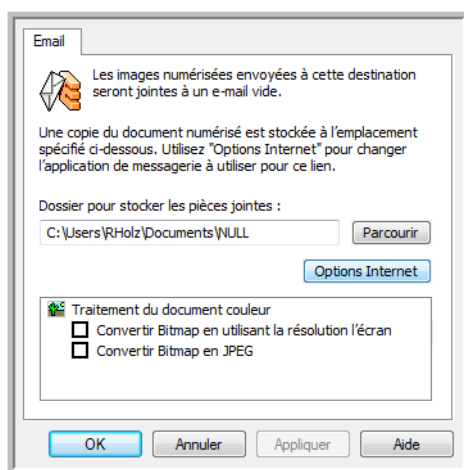 Email
Les images numérisées envoyées à cette destination
seront jointes à un e-mail vide.
Une copie du document numérisé est stockée à l'emplacement
spécifié ci-dessous. Utilisez "Options Internet" pour changer
l'application de messagerie à utiliser pour ce lien.
Dossier pour stocker les pièces jointes :
C:\Users\RHolz\Documents\NULL
Parcourir
Options Internet
Traitement du document couleur
Convertir Bitmap en utilisant la résolution l'écran
Convertir Bitmap en JPEG
OK
Annuler
Appliquer
Aide